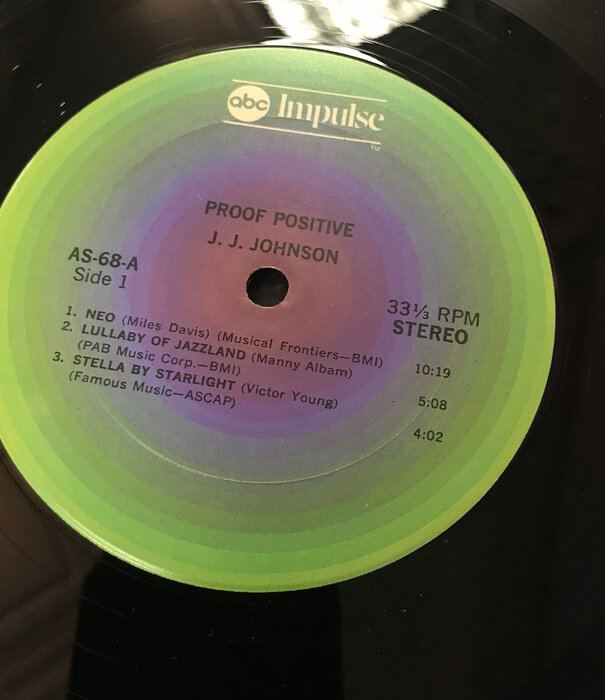 abc Impulse
TM
PROOF POSITIVE
J. J. JOHNSON
AS-68-A
Side 1
33⅓ RPM
STEREO
1. NEO (Miles Davis) (Musical Frontiers—BMI) 10:19
2. LULLABY OF JAZZLAND (Manny Albam)
(PAB Music Corp.—BMI) 5:08
3. STELLA BY STARLIGHT (Victor Young)
(Famous Music—ASCAP) 4:02